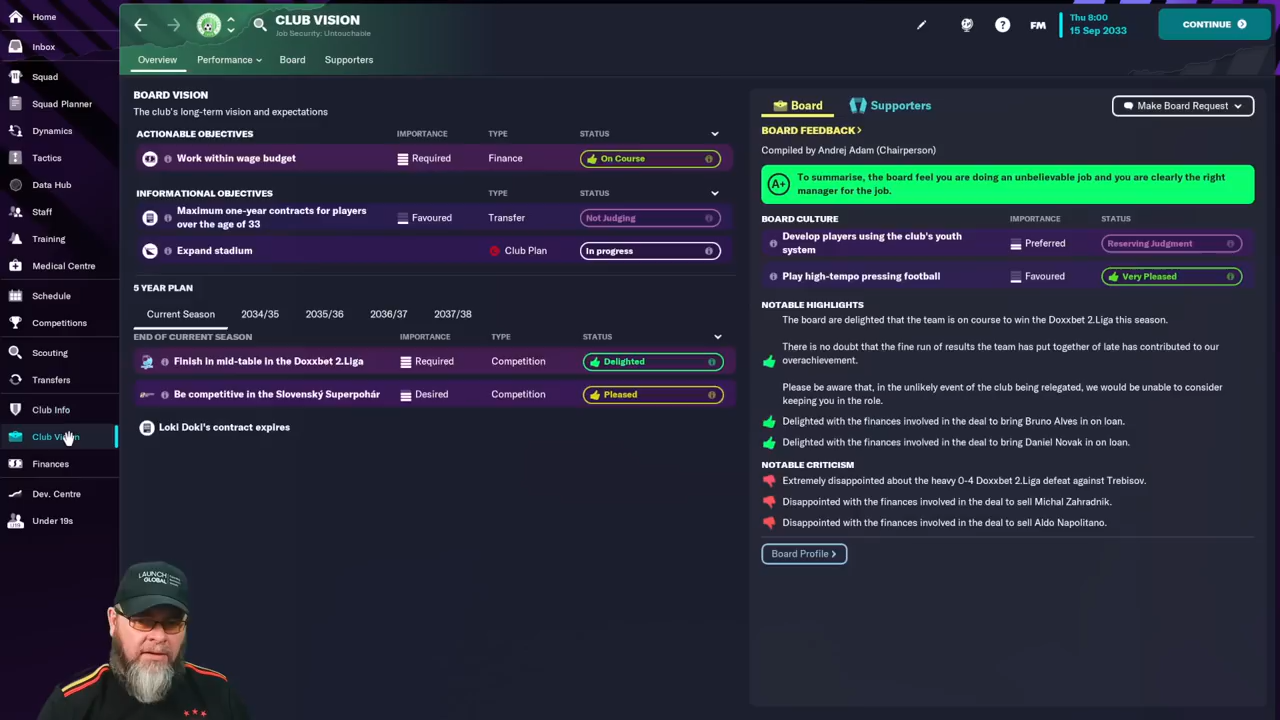 Home
Inbox
Squad
Squad Planner
Dynamics
Tactics
Data Hub
Staff
Training
Medical Centre
Schedule
Competitions
Scouting
Transfers
Club Info
Club
Finances
Dev. Centre
Under 19s
CLUB VISION
Job Security: Untouchable
FM
Thu 8:00
15 Sep 2033
CONTINUE
Overview
Performance
Board
Supporters
BOARD VISION
The club's long-term vision and expectations
ACTIONABLE OBJECTIVES IMPORTANCE TYPE STATUS
Work within wage budget Required Finance On Course
INFORMATIONAL OBJECTIVES TYPE STATUS
Maximum one-year contracts for players
over the age of 33 Favoured Transfer Not Judging
Expand stadium Club Plan In progress
5 YEAR PLAN
Current Season 2034/35 2035/36 2036/37 2037/38
END OF CURRENT SEASON IMPORTANCE TYPE STATUS
Finish in mid-table in the Doxxbet 2.Liga Required Competition Delighted
Be competitive in the Slovenský Superpohár Desired Competition Pleased
Loki Doki's contract expires
Board
Supporters
Make Board Request
BOARD FEEDBACK
Compiled by Andrej Adam (Chairperson)
A+ To summarise, the board feel you are doing an unbelievable job and you are clearly the right
manager for the job.
BOARD CULTURE IMPORTANCE STATUS
Develop players using the club's youth
system Preferred Reserving Judgment
Play high-tempo pressing football Favoured Very Pleased
NOTABLE HIGHLIGHTS
The board are delighted that the team is on course to win the Doxxbet 2.Liga this season.
There is no doubt that the fine run of results the team has put together of late has contributed to our
overachievement.
Please be aware that, in the unlikely event of the club being relegated, we would be unable to consider
keeping you in the role.
Delighted with the finances involved in the deal to bring Bruno Alves in on loan.
Delighted with the finances involved in the deal to bring Daniel Novak in on loan.
NOTABLE CRITICISM
Extremely disappointed about the heavy 0-4 Doxxbet 2.Liga defeat against Trebisov.
Disappointed with the finances involved in the deal to sell Michal Zahradnik.
Disappointed with the finances involved in the deal to sell Aldo Napolitano.
Board Profile
LAUNCH
GLOBAL